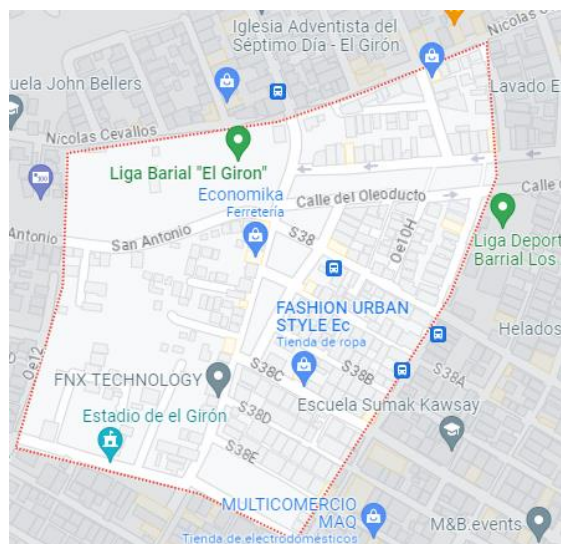 Iglesia Adventista del
Séptimo Día - El Girón
Nicolas
uela John Bellers
Lavado E
Nicolas Cevallos
Liga Barial "El Giron"
Economika
Ferretería
Calle del Oleoducto
Calle d
Antonio
San Antonio
S38
Oe10H
Liga Deport
Barrial Los
FASHION URBAN
STYLE Ec
Tienda de ropa
Helados
Oe12
FNX TECHNOLOGY
S38C
S38B
S38A
Escuela Sumak Kawsay
Estadio de el Girón
S38D
S38E
MULTICOMERCIO
MAQ
Tienda de electrodomésticos
M&B.events